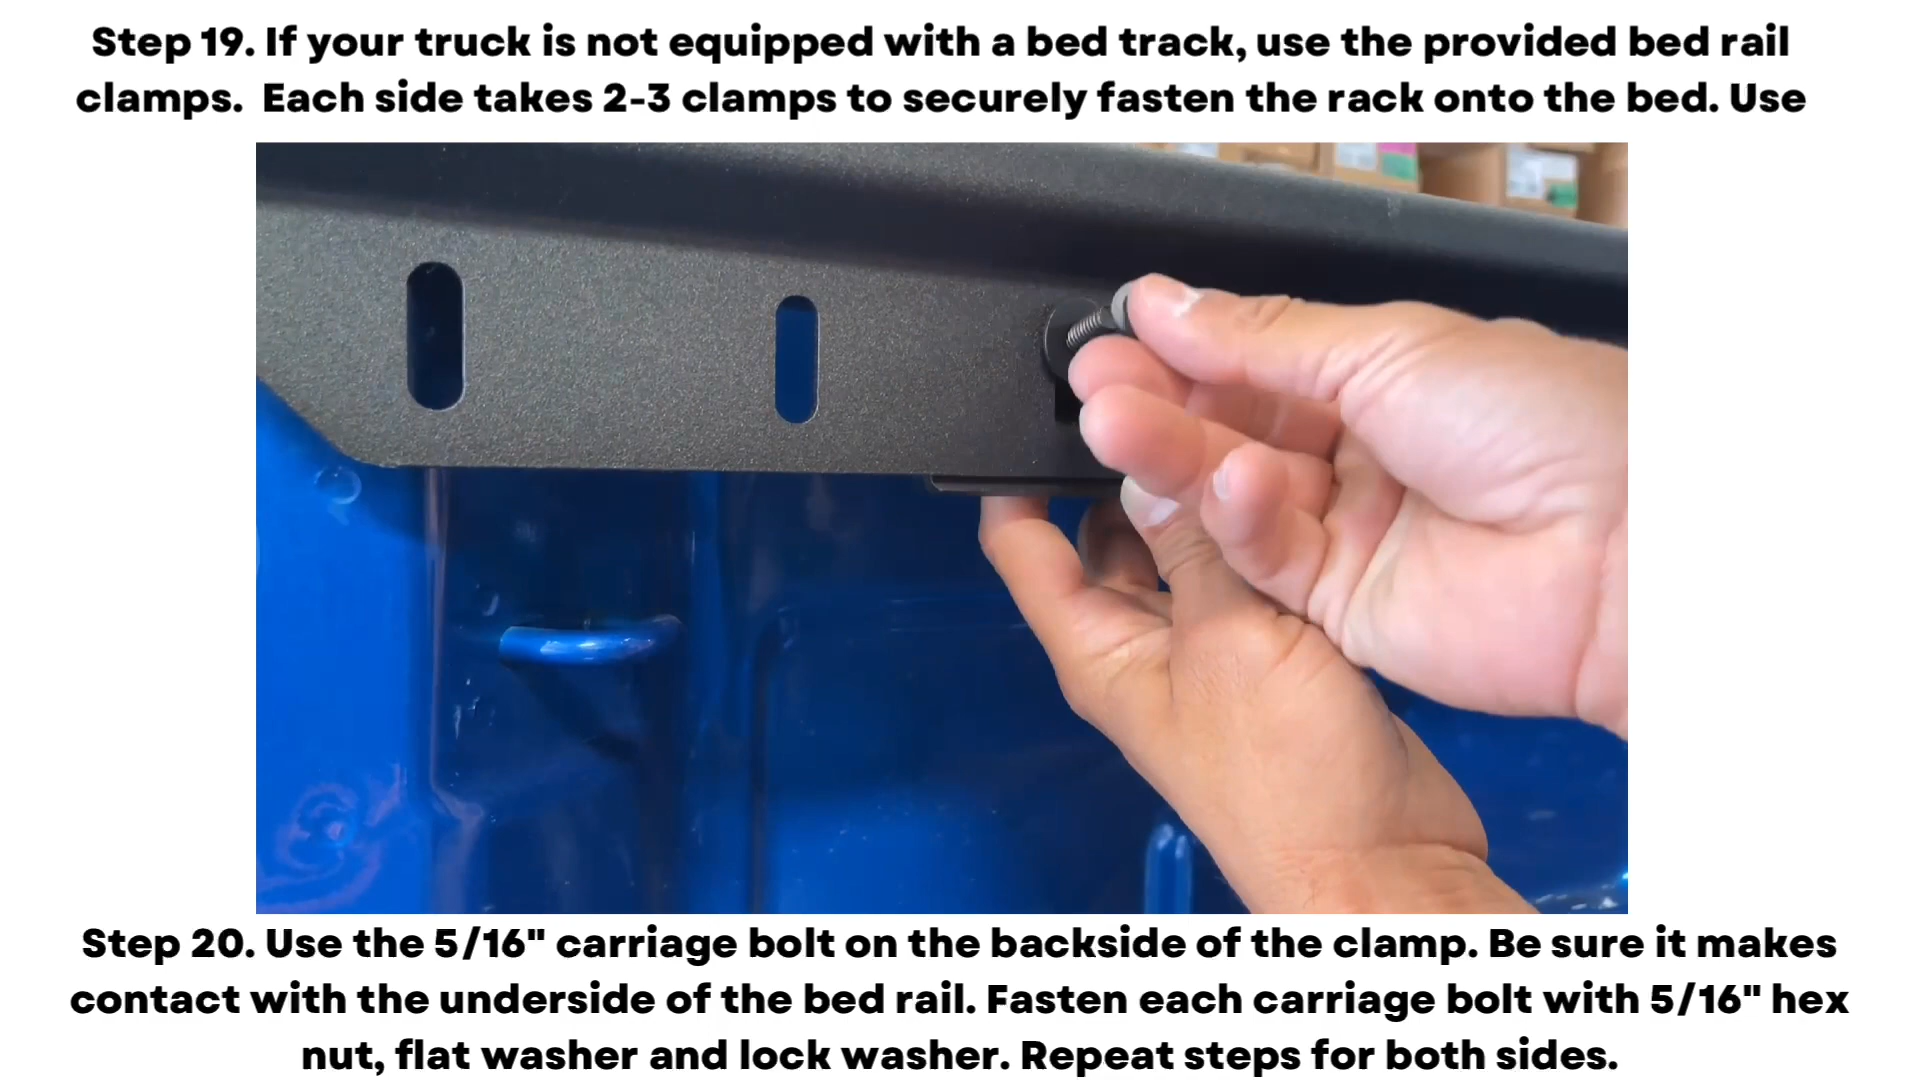 Step 19. If your truck is not equipped with a bed track, use the provided bed rail
clamps.  Each side takes 2-3 clamps to securely fasten the rack onto the bed. Use
Step 20. Use the 5/16" carriage bolt on the backside of the clamp. Be sure it makes
contact with the underside of the bed rail. Fasten each carriage bolt with 5/16" hex
nut, flat washer and lock washer. Repeat steps for both sides.